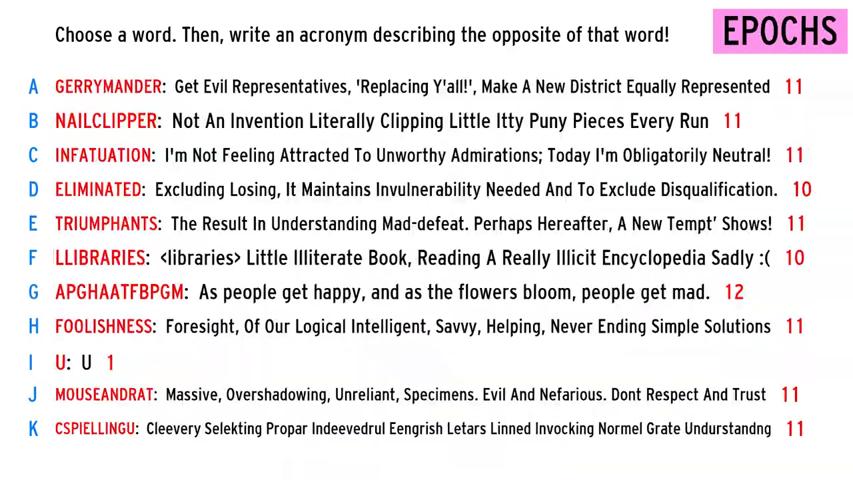 Choose a word. Then, write an acronym describing the opposite of that word!
EPOCHS
A GERRYMANDER: Get Evil Representatives, 'Replacing Y'all!', Make A New District Equally Represented 11
B NAILCLIPPER: Not An Invention Literally Clipping Little Itty Puny Pieces Every Run 11
C INFATUATION: I'm Not Feeling Attracted To Unworthy Admirations; Today I'm Obligatorily Neutral! 11
D ELIMINATED: Excluding Losing, It Maintains Invulnerability Needed And To Exclude Disqualification. 10
E TRIUMPHANTS: The Result In Understanding Mad-defeat. Perhaps Hereafter, A New Tempt' Shows! 11
F LLIBRARIES: <libraries> Little Illiterate Book, Reading A Really Illicit Encyclopedia Sadly :( 10
G APGHAATFBPGM: As people get happy, and as the flowers bloom, people get mad. 12
H FOOLISHNESS: Foresight, Of Our Logical Intelligent, Savvy, Helping, Never Ending Simple Solutions 11
I U: U 1
J MOUSEANDRAT: Massive, Overshadowing, Unreliant, Specimens. Evil And Nefarious. Dont Respect And Trust 11
K CSPIELLINGU: Cleevery Selekting Propar Indeevedrul Eengrish Letars Linned Invocking Normel Grate Undurstandng 11